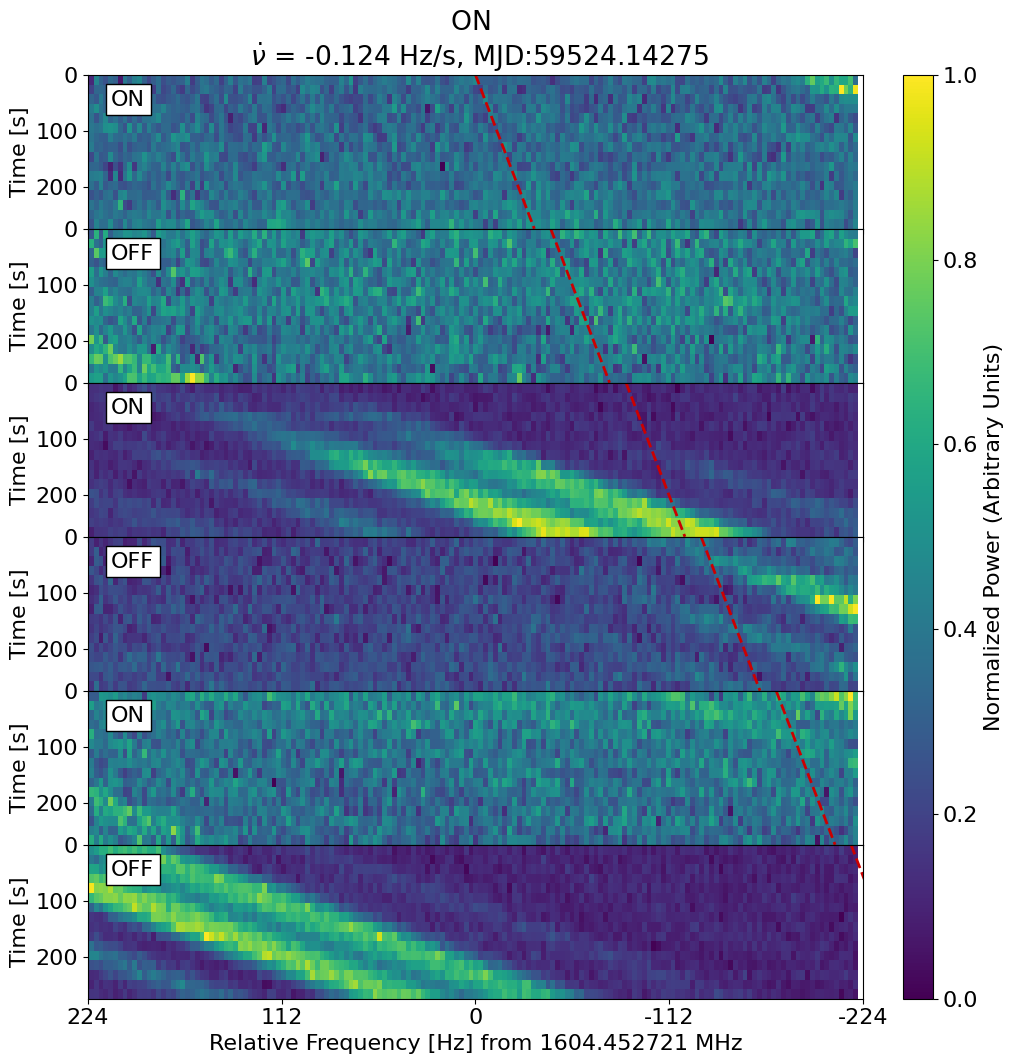 ON
ν̇ = -0.124 Hz/s, MJD:59524.14275
ON
OFF
ON
OFF
ON
OFF
0
100
200
0
100
200
0
100
200
0
100
200
0
100
200
0
100
200
Time [s]
Time [s]
Time [s]
Time [s]
Time [s]
Time [s]
224 112 0 -112 -224
Relative Frequency [Hz] from 1604.452721 MHz
1.0
0.8
0.6
0.4
0.2
0.0
Normalized Power (Arbitrary Units)